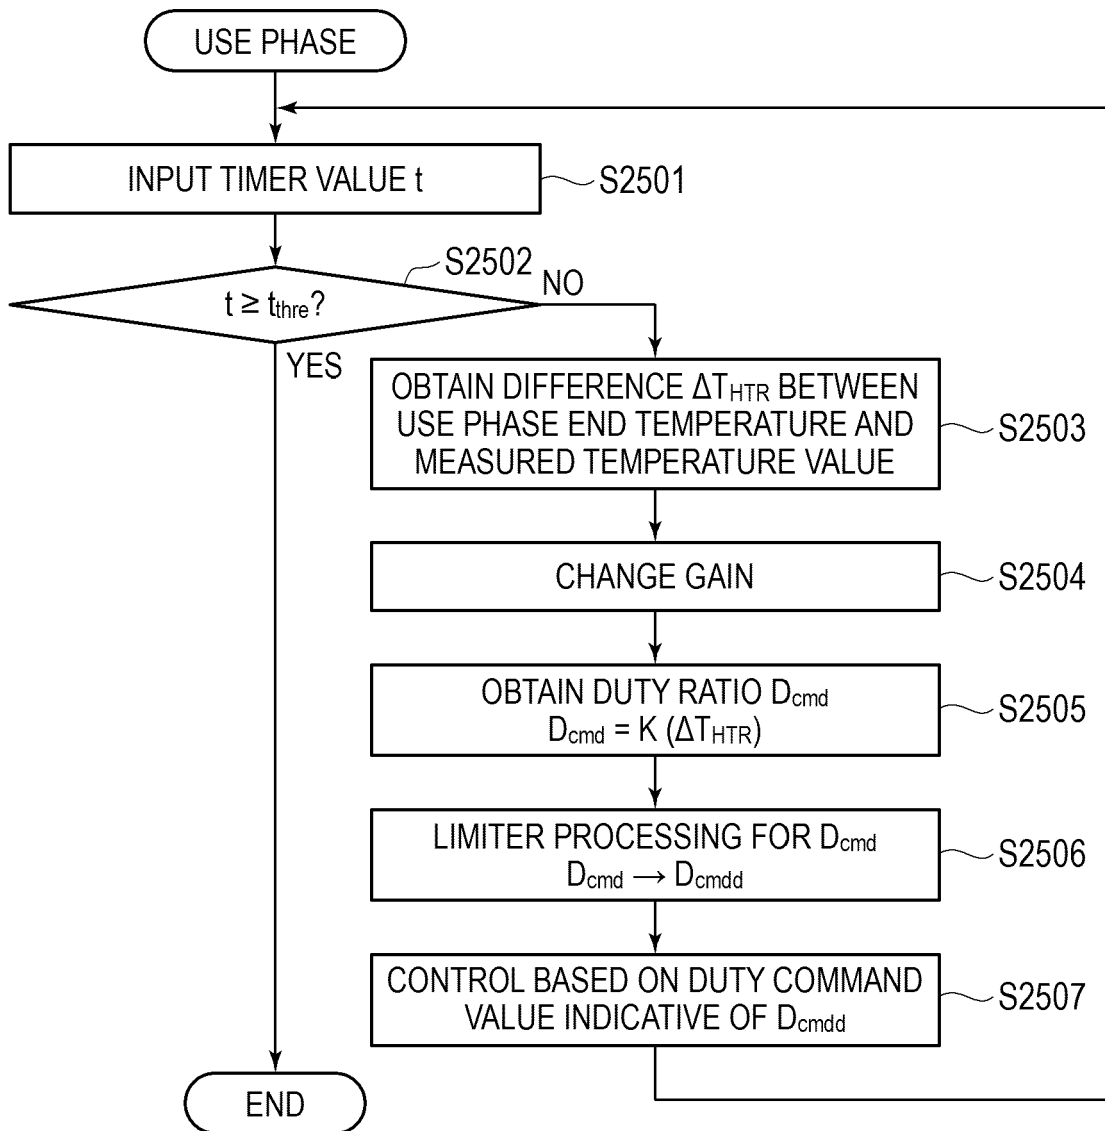 USE PHASE
INPUT TIMER VALUE t
S2501
S2502
t ≥ tthre?
NO
YES
OBTAIN DIFFERENCE ΔTHTR BETWEEN
USE PHASE END TEMPERATURE AND
MEASURED TEMPERATURE VALUE
S2503
CHANGE GAIN
S2504
OBTAIN DUTY RATIO Dcmd
Dcmd = K (ΔTHTR)
S2505
LIMITER PROCESSING FOR Dcmd
Dcmd → Dcmdd
S2506
CONTROL BASED ON DUTY COMMAND
VALUE INDICATIVE OF Dcmdd
S2507
END